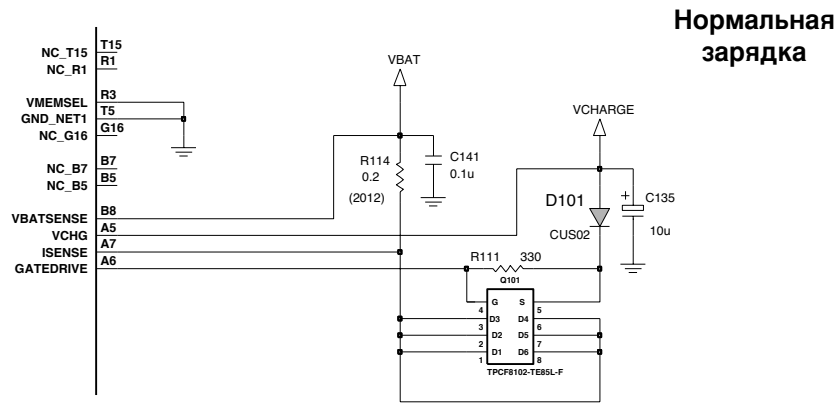 Нормальная
зарядка
NC_T15 T15
NC_R1 R1
VMEMSEL R3
GND_NET1 T5
NC_G16 G16
NC_B7 B7
NC_B5 B5
VBATSENSE B8
VCHG A5
ISENSE A7
GATEDRIVE A6
VBAT
R114
0.2
(2012)
C141
0.1u
VCHARGE
D101
CUS02
C135
10u
+
R111 330
Q101
G S
4 5
D3 D4
3 6
D2 D5
2 7
D1 D6
1 8
TPCF8102-TE85L-F